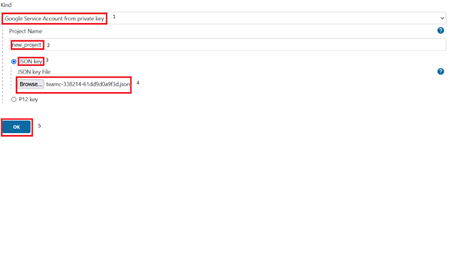 Kind
Google Service Account from private key 1
Project Name
new_project 2
JSON key 3
JSON key File
Browse... teamc-338214-61dd9d0a9f3d.json 4
P12 key
OK 5